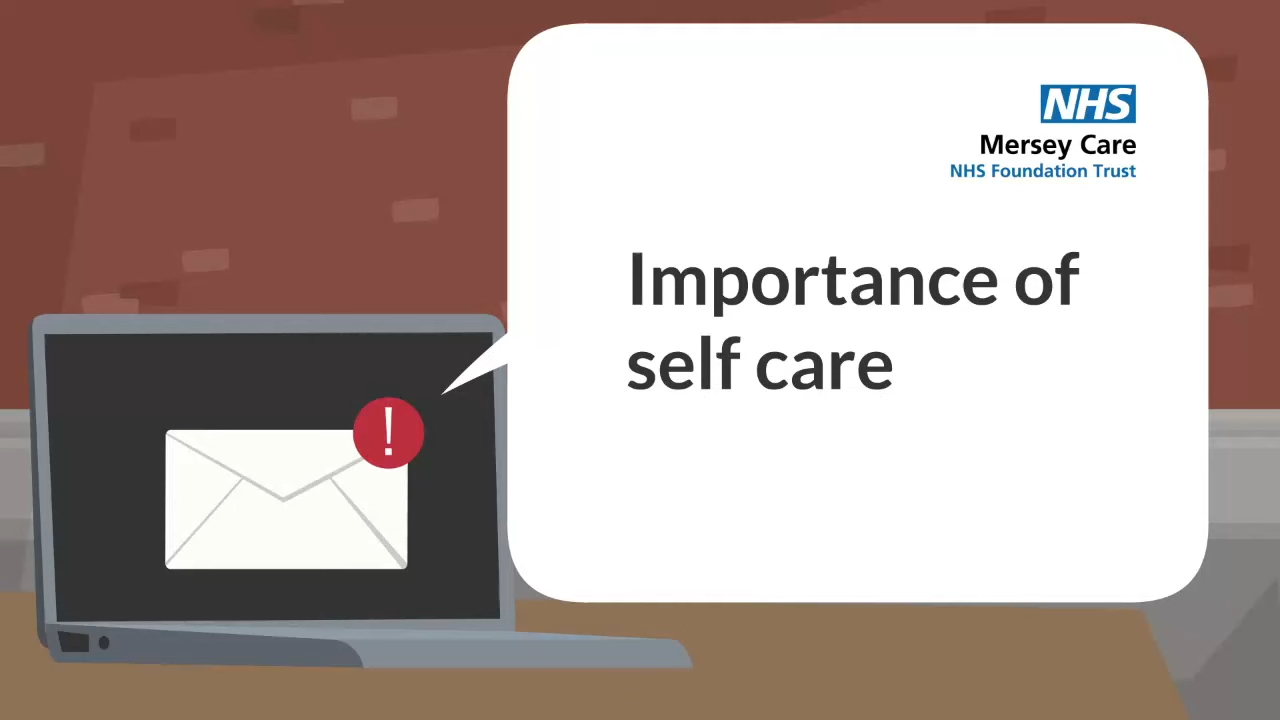 NHS
Mersey Care
NHS Foundation Trust
Importance of
self care
!